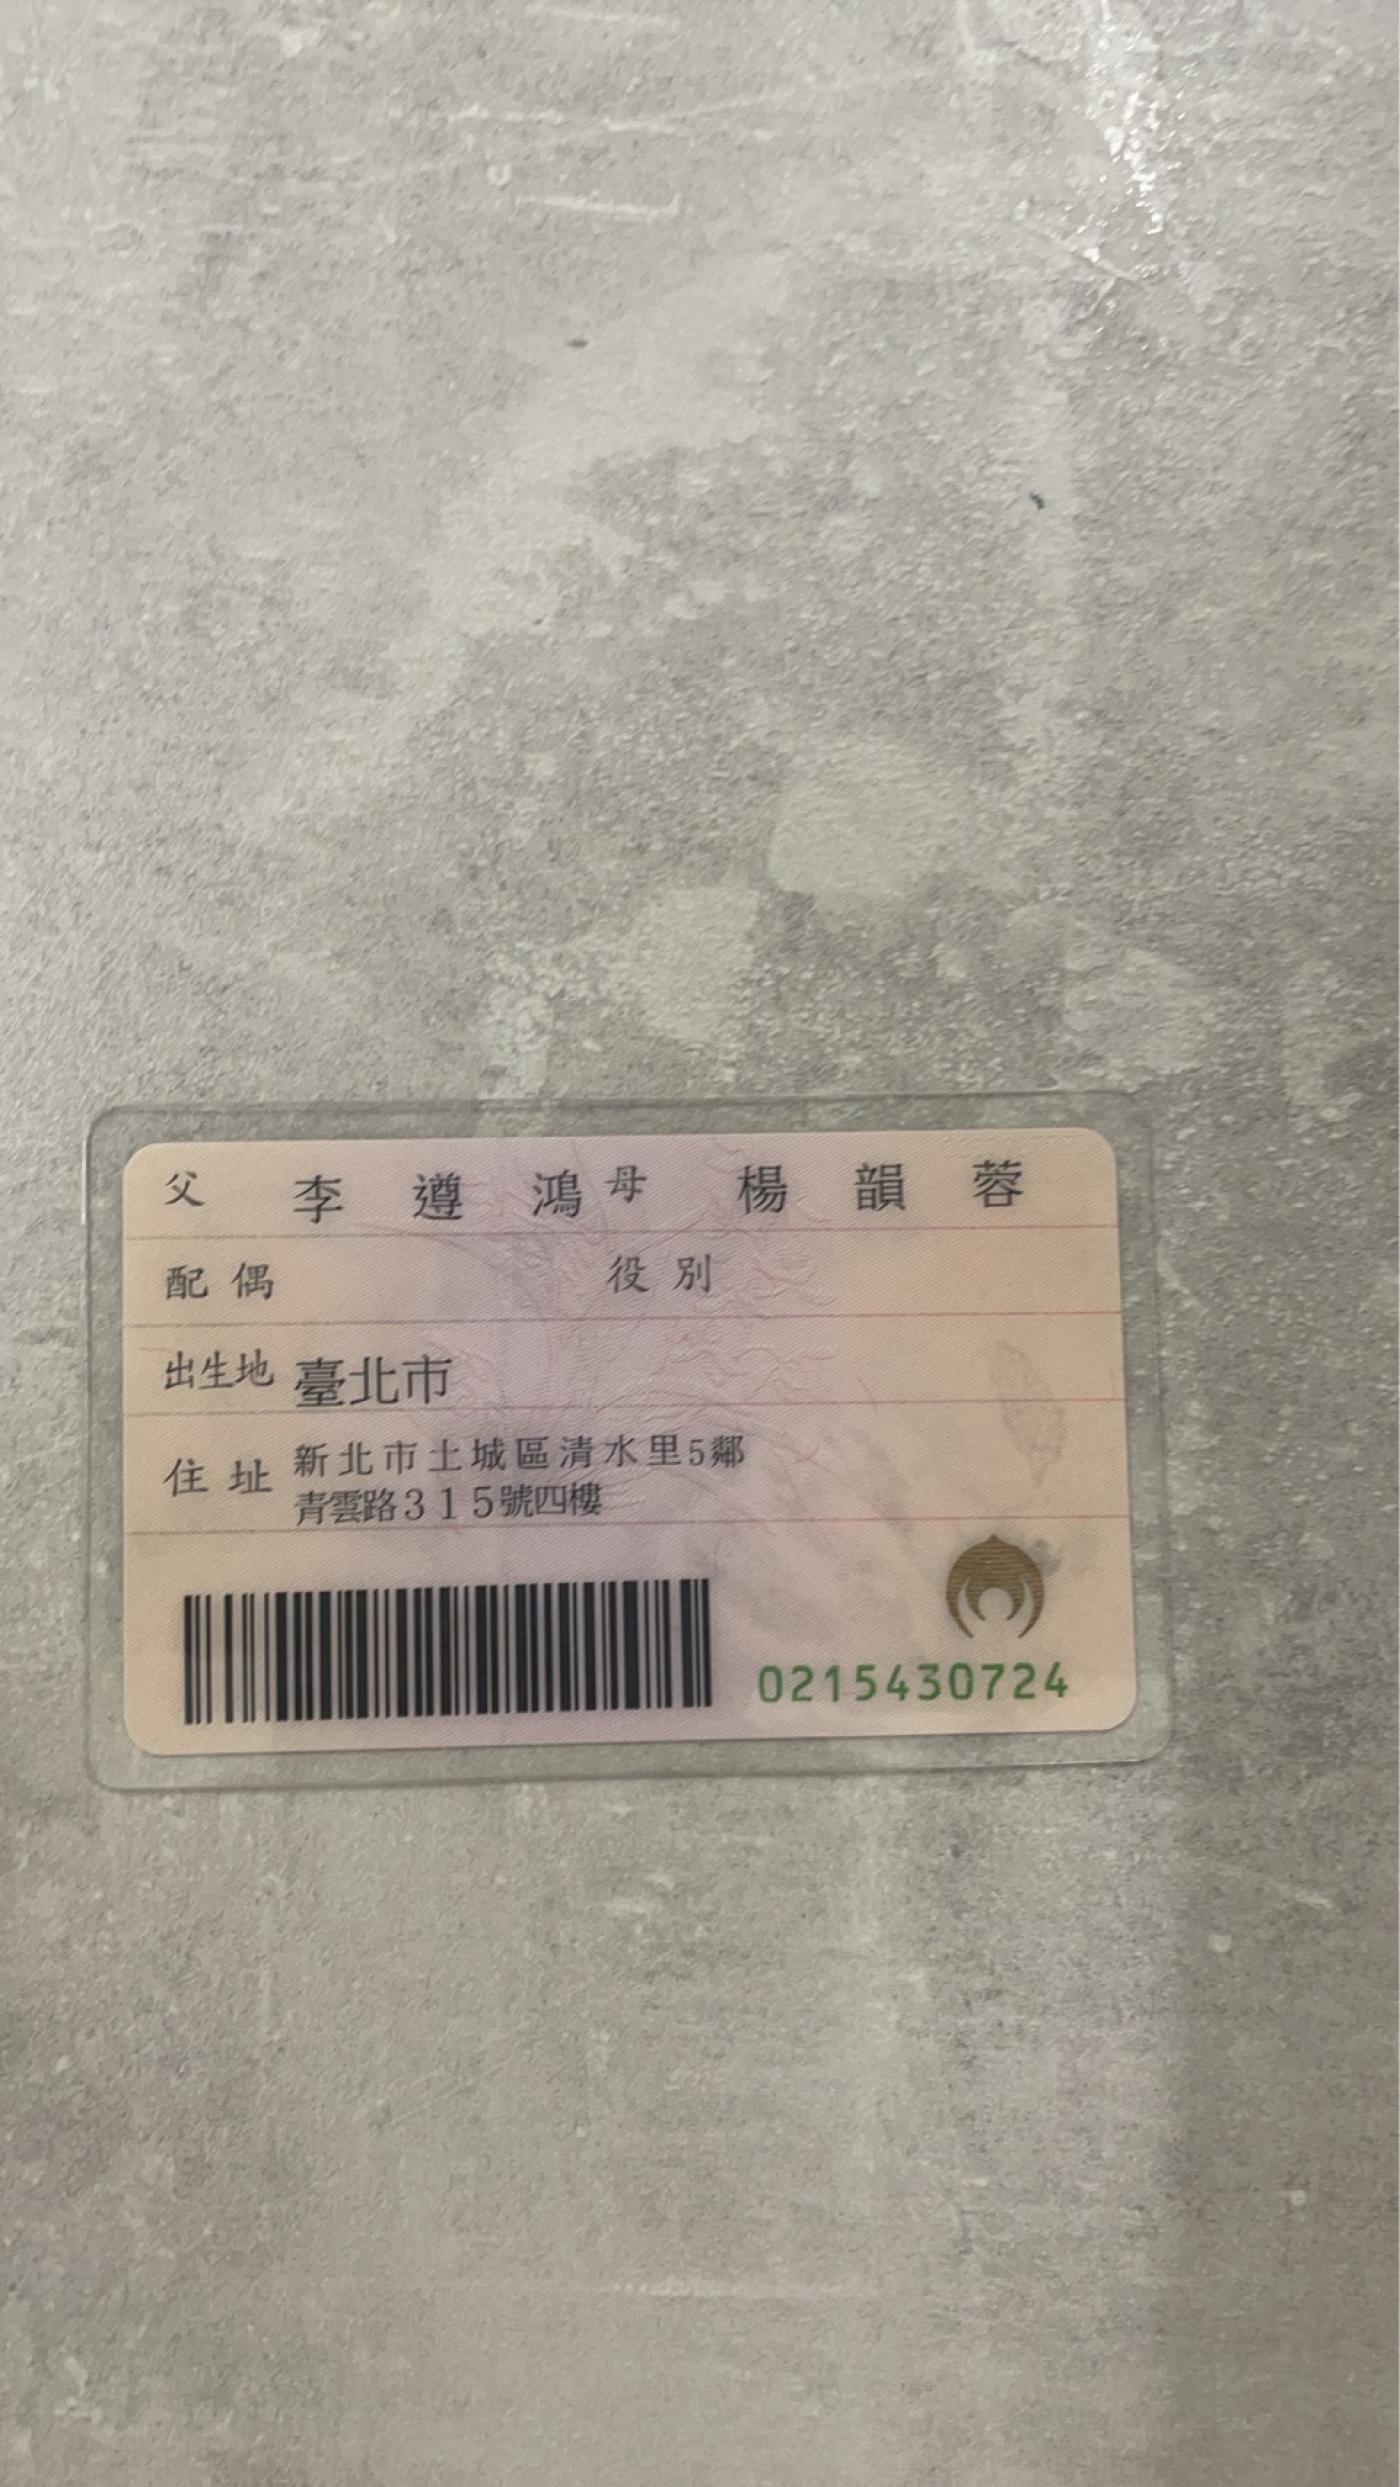 父 李遵鴻 母 楊韻蓉
配偶 役別
出生地 臺北市
住址 新北市土城區清水里5鄰
青雲路315號四樓
0215430724